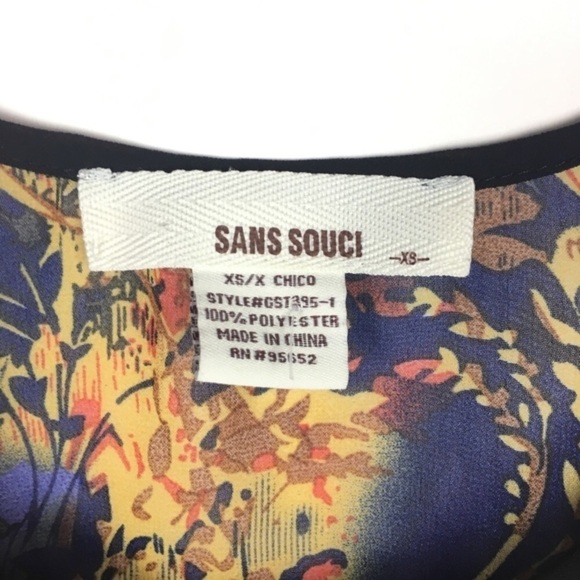 SANS SOUCI
—XS—
XS/X CHICO
STYLE#GST395-1
100%POLYESTER
MADE IN CHINA
RN#95652